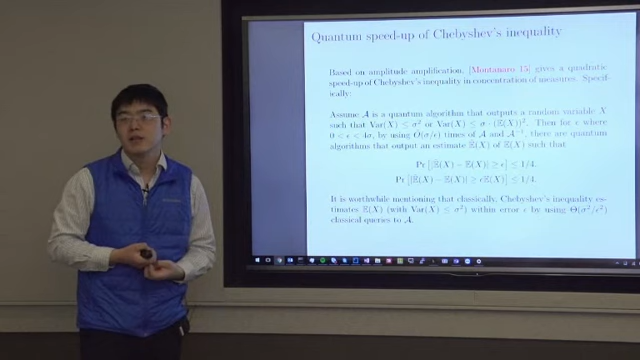 Quantum speed-up of Chebyshev's inequality
Based on amplitude amplification, [Montanaro 15] gives a quadratic
speed-up of Chebyshev's inequality in concentration of measures. Specif-
ically:
Assume A is a quantum algorithm that outputs a random variable X
such that Var(X) ≤ σ² or Var(X) ≤ σ · (E(X))². Then for ϵ where
0 < ϵ < 4σ, by using Õ(σ/ϵ) times of A and A⁻¹, there are quantum
algorithms that output an estimate Ẽ(X) of E(X) such that
Pr [|Ẽ(X) − E(X)| ≥ ϵ] ≤ 1/4.
Pr [|Ẽ(X) − E(X)| ≥ ϵE(X)] ≤ 1/4.
It is worthwhile mentioning that classically, Chebyshev's inequality es-
timates E(X) (with Var(X) ≤ σ²) within error ϵ by using Θ(σ²/ϵ²)
classical queries to A.